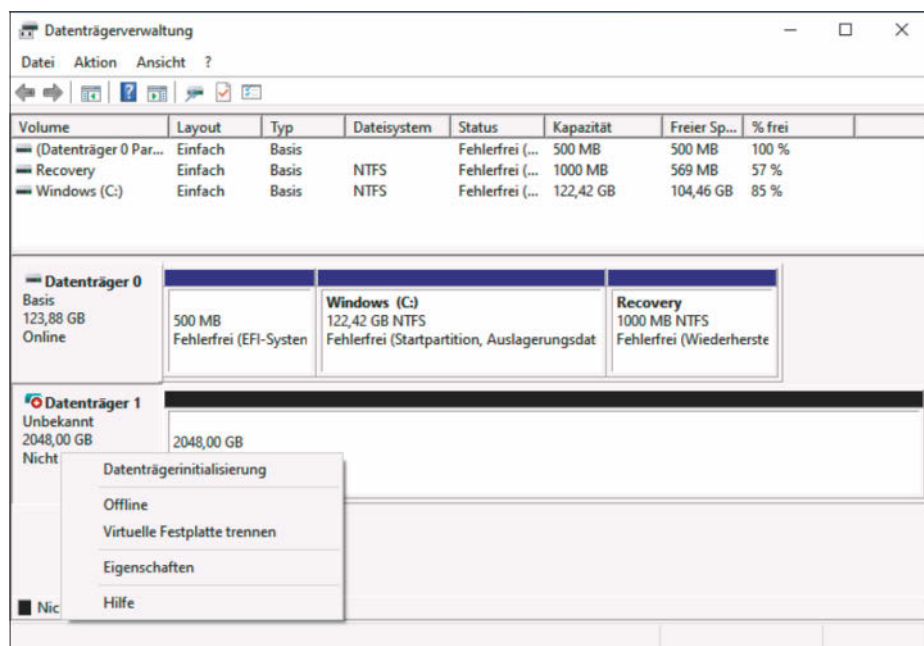 Datenträgerverwaltung
Datei Aktion Ansicht ?
Volume Layout Typ Dateisystem Status Kapazität Freier Sp... % frei
(Datenträger 0 Par... Einfach Basis Fehlerfrei (... 500 MB 500 MB 100 %
Recovery Einfach Basis NTFS Fehlerfrei (... 1000 MB 569 MB 57 %
Windows (C:) Einfach Basis NTFS Fehlerfrei (... 122,42 GB 104,46 GB 85 %
Datenträger 0
Basis
123,88 GB
Online
500 MB
Fehlerfrei (EFI-Systen
Windows (C:)
122,42 GB NTFS
Fehlerfrei (Startpartition, Auslagerungsdat
Recovery
1000 MB NTFS
Fehlerfrei (Wiederherste
Datenträger 1
Unbekannt
2048,00 GB
Nicht
2048,00 GB
Datenträgerinitialisierung
Offline
Virtuelle Festplatte trennen
Eigenschaften
Hilfe
Nic